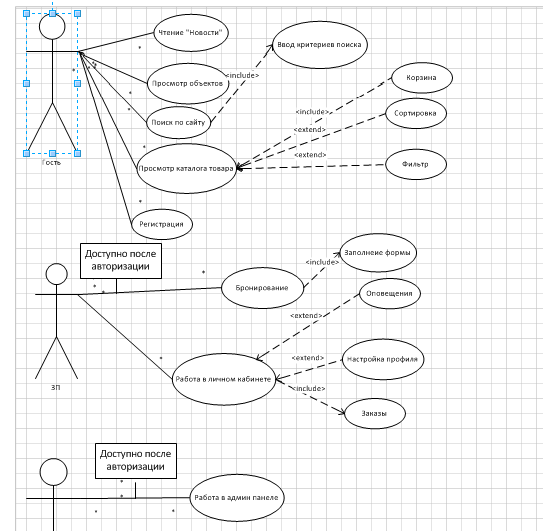 Чтение "Новости"
Ввод критериев поиска
<include>
Просмотр объектов
Корзина
Поиск по сайту
<include>
Сортировка
<extend>
<extend>
Гость
Просмотр каталога товара
Фильтр
Регистрация
Доступно после
авторизации
Заполнеие формы
<include>
Бронирование
Оповещения
<extend>
ЗП
<extend>
Настройка профиля
Работа в личном кабинете
<include>
Заказы
Доступно после
авторизации
Работа в админ панеле